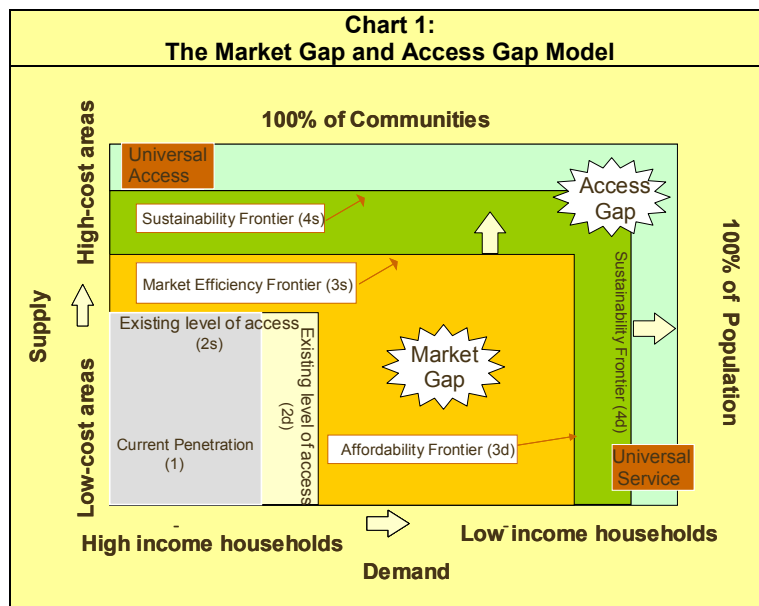 Chart 1:
The Market Gap and Access Gap Model
100% of Communities
High-cost areas
Universal
Access
Access
Gap
Sustainability Frontier (4s)
Market Efficiency Frontier (3s)
Sustainability Frontier (4d)
100% of Population
Supply
Existing level of access
(2s)
Existing level of access
(2d)
Market
Gap
Low-cost areas
Current Penetration
(1)
Affordability Frontier (3d)
Universal
Service
High income households
Low- income households
Demand